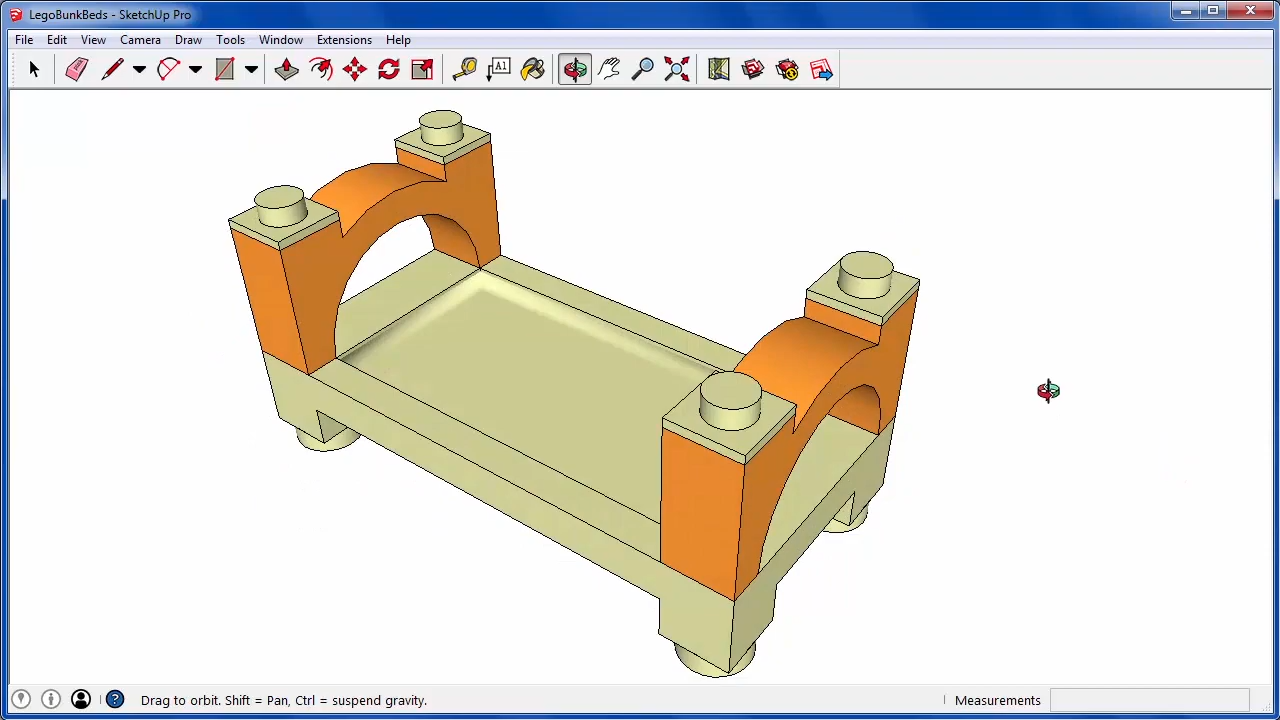 LegoBunkBeds - SketchUp Pro
File Edit View Camera Draw Tools Window Extensions Help
A1
Drag to orbit. Shift = Pan, Ctrl = suspend gravity.
Measurements